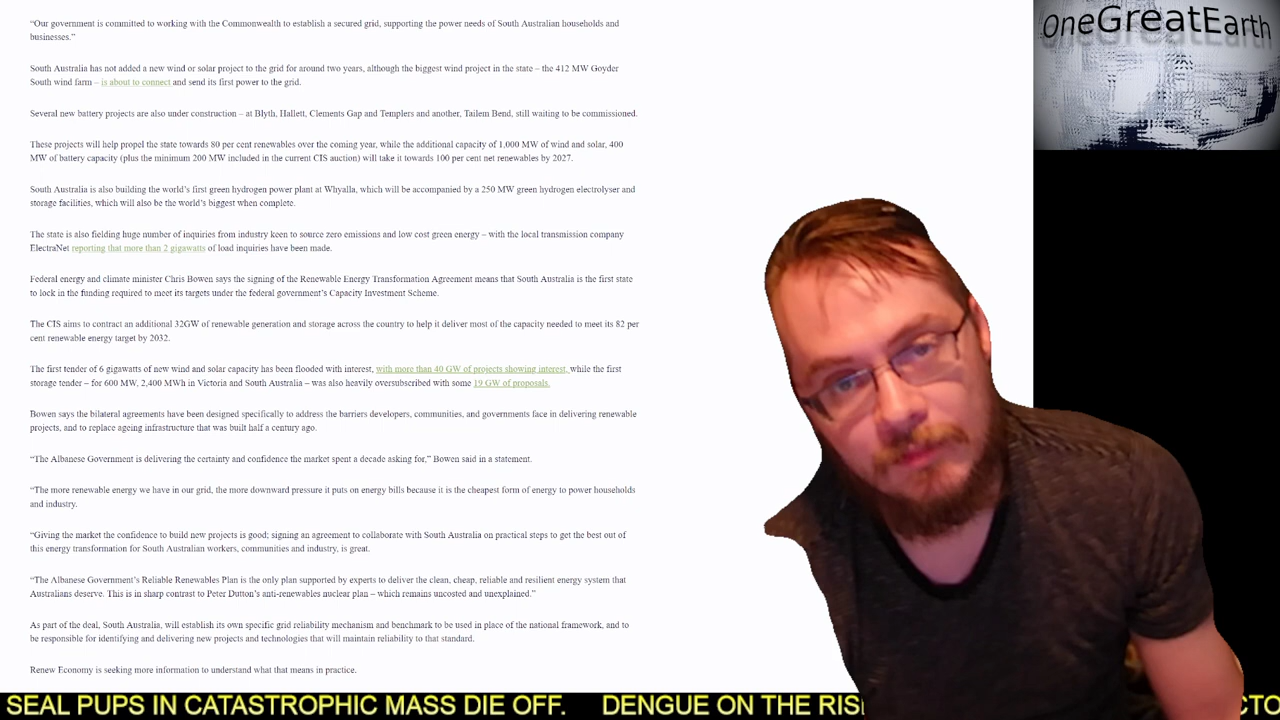 “Our government is committed to working with the Commonwealth to establish a secured grid, supporting the power needs of South Australian households and
businesses.”
South Australia has not added a new wind or solar project to the grid for around two years, although the biggest wind project in the state – the 412 MW Goyder
South wind farm – is about to connect and send its first power to the grid.
Several new battery projects are also under construction – at Blyth, Hallett, Clements Gap and Templers and another, Tailem Bend, still waiting to be commissioned.
These projects will help propel the state towards 80 per cent renewables over the coming year, while the additional capacity of 1,000 MW of wind and solar, 400
MW of battery capacity (plus the minimum 200 MW included in the current CIS auction) will take it towards 100 per cent net renewables by 2027.
South Australia is also building the world’s first green hydrogen power plant at Whyalla, which will be accompanied by a 250 MW green hydrogen electrolyser and
storage facilities, which will also be the world’s biggest when complete.
The state is also fielding huge number of inquiries from industry keen to source zero emissions and low cost green energy – with the local transmission company
ElectraNet reporting that more than 2 gigawatts of load inquiries have been made.
Federal energy and climate minister Chris Bowen says the signing of the Renewable Energy Transformation Agreement means that South Australia is the first state
to lock in the funding required to meet its targets under the federal government’s Capacity Investment Scheme.
The CIS aims to contract an additional 32GW of renewable generation and storage across the country to help it deliver most of the capacity needed to meet its 82 per
cent renewable energy target by 2032.
The first tender of 6 gigawatts of new wind and solar capacity has been flooded with interest, with more than 40 GW of projects showing interest, while the first
storage tender – for 600 MW, 2,400 MWh in Victoria and South Australia – was also heavily oversubscribed with some 19 GW of proposals.
Bowen says the bilateral agreements have been designed specifically to address the barriers developers, communities, and governments face in delivering renewable
projects, and to replace ageing infrastructure that was built half a century ago.
“The Albanese Government is delivering the certainty and confidence the market spent a decade asking for,” Bowen said in a statement.
“The more renewable energy we have in our grid, the more downward pressure it puts on energy bills because it is the cheapest form of energy to power households
and industry.
“Giving the market the confidence to build new projects is good; signing an agreement to collaborate with South Australia on practical steps to get the best out of
this energy transformation for South Australian workers, communities and industry, is great.
“The Albanese Government’s Reliable Renewables Plan is the only plan supported by experts to deliver the clean, cheap, reliable and resilient energy system that
Australians deserve. This is in sharp contrast to Peter Dutton’s anti-renewables nuclear plan – which remains uncosted and unexplained.”
As part of the deal, South Australia, will establish its own specific grid reliability mechanism and benchmark to be used in place of the national framework, and to
be responsible for identifying and delivering new projects and technologies that will maintain reliability to that standard.
Renew Economy is seeking more information to understand what that means in practice.
OneGreatEarth
SEAL PUPS IN CATASTROPHIC MASS DIE OFF. DENGUE ON THE